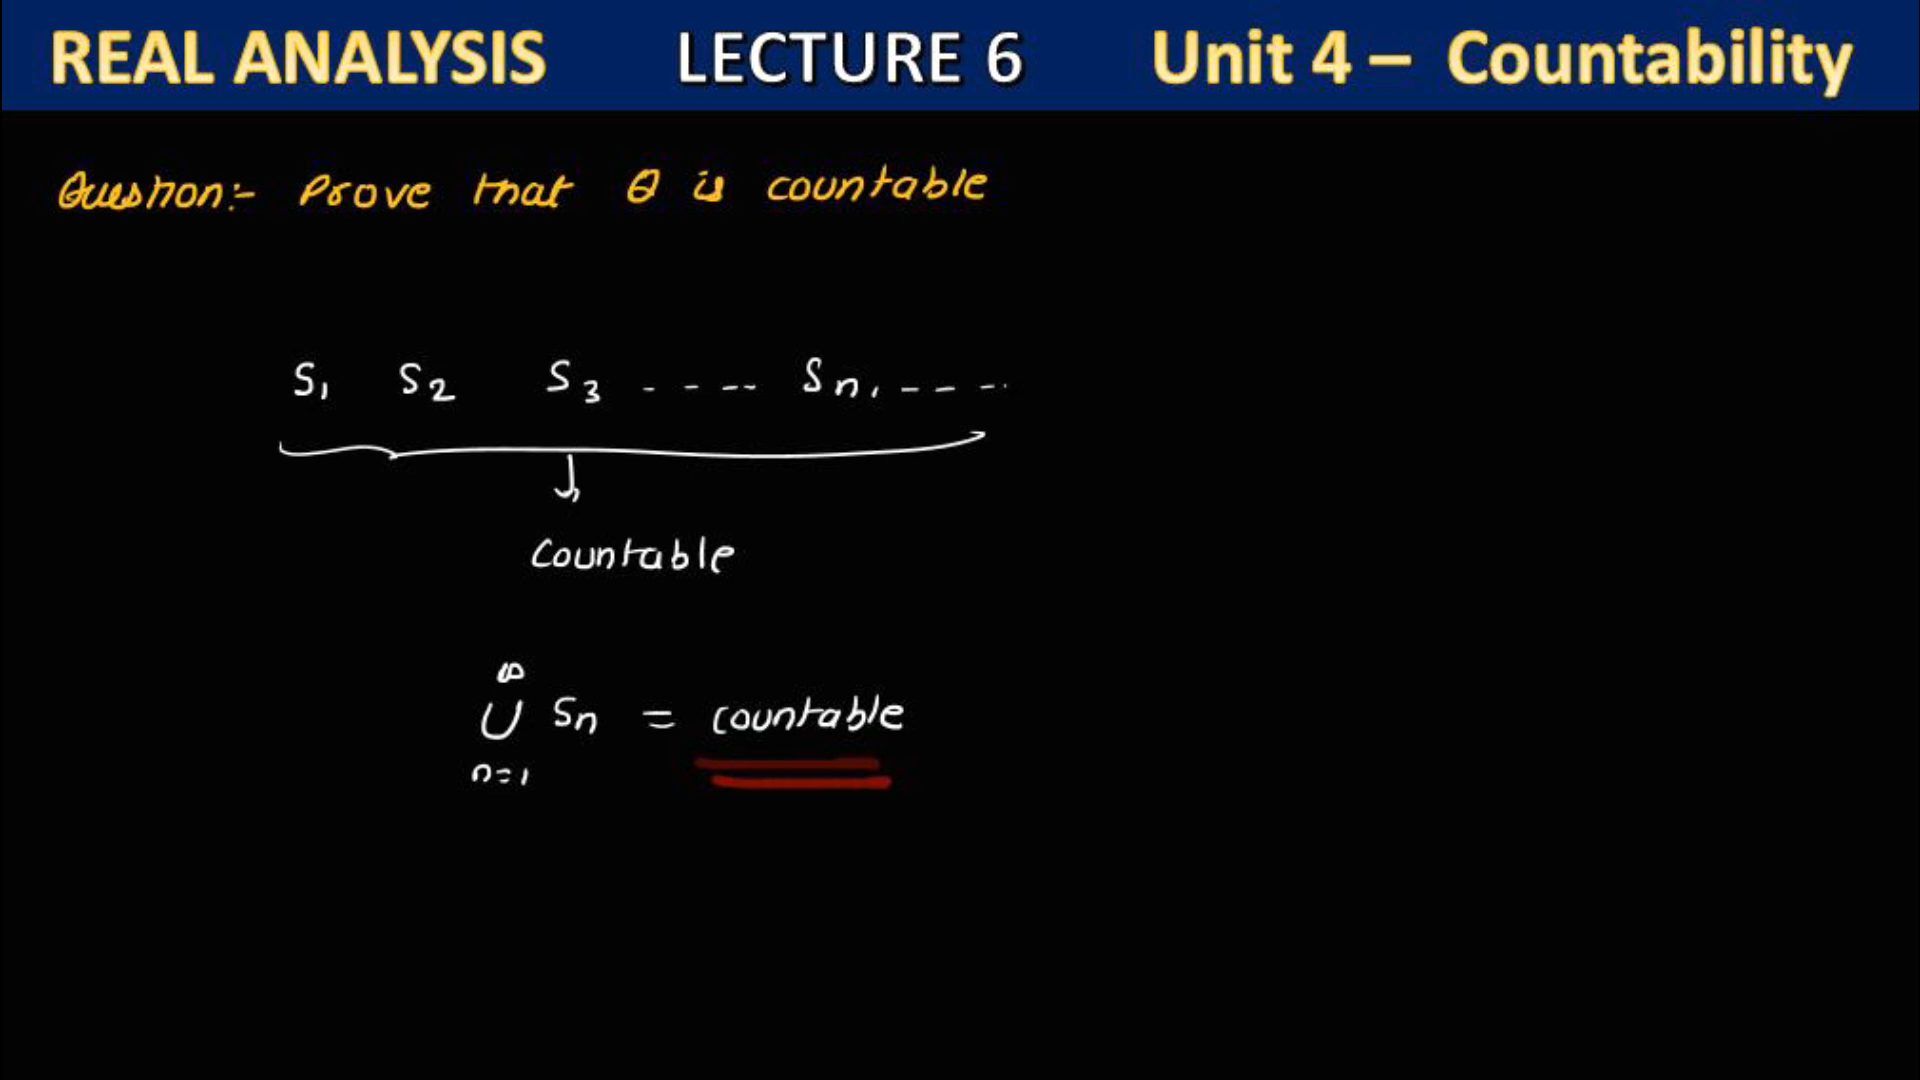 REAL ANALYSIS LECTURE 6 Unit 4 – Countability
Question:- Prove that Q is countable
S₁ S₂ S₃ - - - -- Sₙ, - - - -.
Countable
∞
∪ Sₙ = countable
n=1